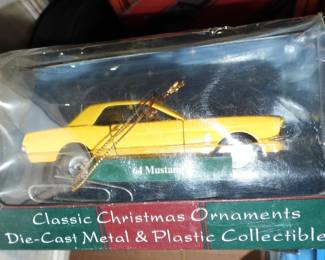 '64 Mustang
Classic Christmas Ornaments
Die-Cast Metal & Plastic Collectible